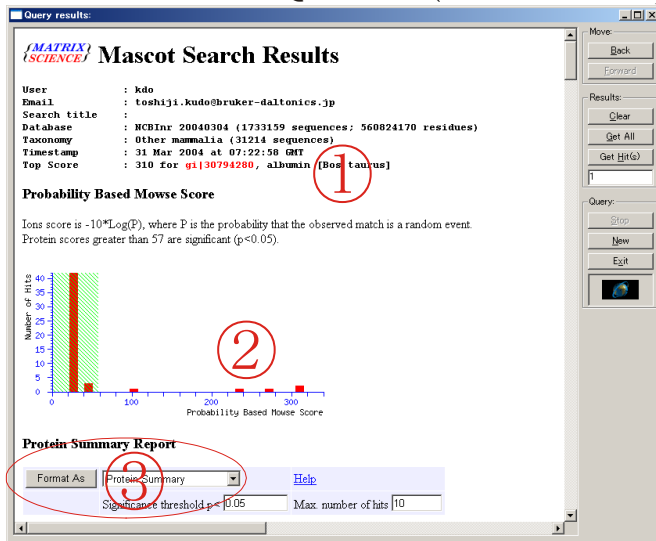 Query results:
{MATRIX
{SCIENCE} Mascot Search Results
User : kdo
Email : toshiji.kudo@bruker-daltonics.jp
Search title :
Database : NCBInr 20040304 (1733159 sequences; 560824170 residues)
Taxonomy : Other mammalia (31214 sequences)
Timestamp : 31 Mar 2004 at 07:22:58 GMT
Top Score : 310 for gi|30794280, albumin [Bos taurus]
①
Probability Based Mowse Score
Ions score is -10*Log(P), where P is the probability that the observed match is a random event.
Protein scores greater than 57 are significant (p<0.05).
Number of Hits
40
35
30
25
20
15
10
5
0
0 100 200 300
Probability Based Mowse Score
②
Protein Summary Report
③
Format As Protein Summary Help
Significance threshold p< 0.05 Max. number of hits 10
Move:
Back
Forward
Results:
Clear
Get All
Get Hit(s)
1
Query:
Stop
New
Exit